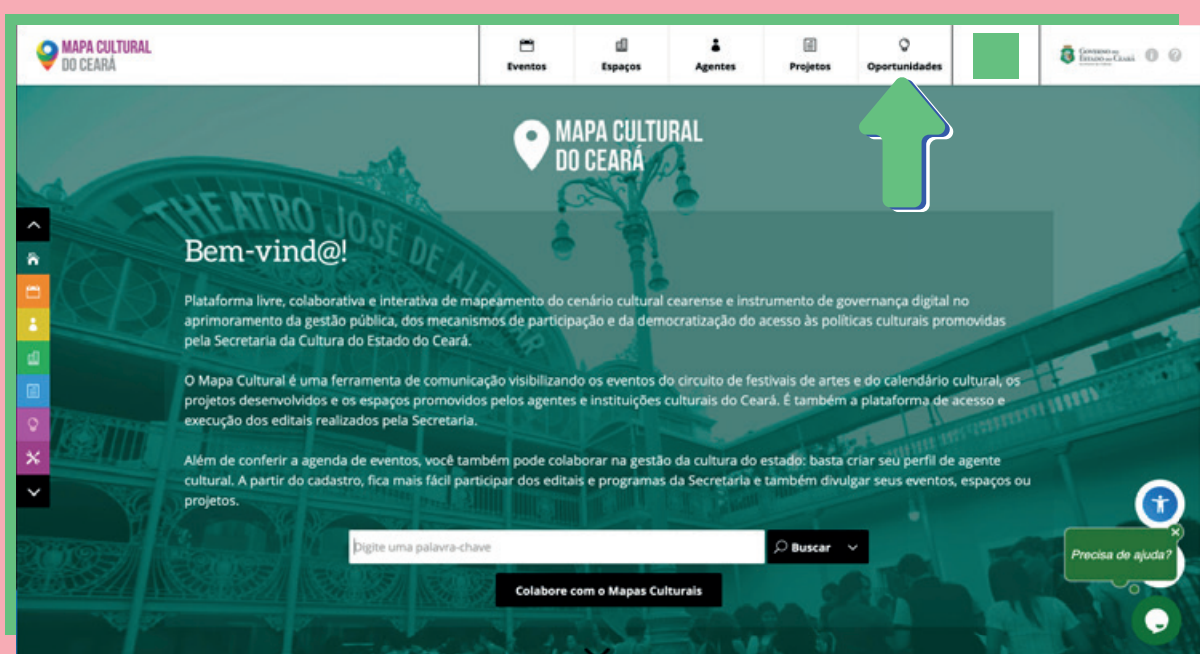 MAPA CULTURAL
DO CEARÁ
Eventos
Espaços
Agentes
Projetos
Oportunidades
GOVERNO DO
ESTADO DO CEARÁ
MAPA CULTURAL
DO CEARÁ
THEATRO JOSÉ DE ALENCAR
Bem-vind@!
Plataforma livre, colaborativa e interativa de mapeamento do cenário cultural cearense e instrumento de governança digital no
aprimoramento da gestão pública, dos mecanismos de participação e da democratização do acesso às políticas culturais promovidas
pela Secretaria da Cultura do Estado do Ceará.
O Mapa Cultural é uma ferramenta de comunicação visibilizando os eventos do circuito de festivais de artes e do calendário cultural, os
projetos desenvolvidos e os espaços promovidos pelos agentes e instituições culturais do Ceará. É também a plataforma de acesso e
execução dos editais realizados pela Secretaria.
Além de conferir a agenda de eventos, você também pode colaborar na gestão da cultura do estado: basta criar seu perfil de agente
cultural. A partir do cadastro, fica mais fácil participar dos editais e programas da Secretaria e também divulgar seus eventos, espaços ou
projetos.
Digite uma palavra-chave
Buscar
Colabore com o Mapas Culturais
Precisa de ajuda?